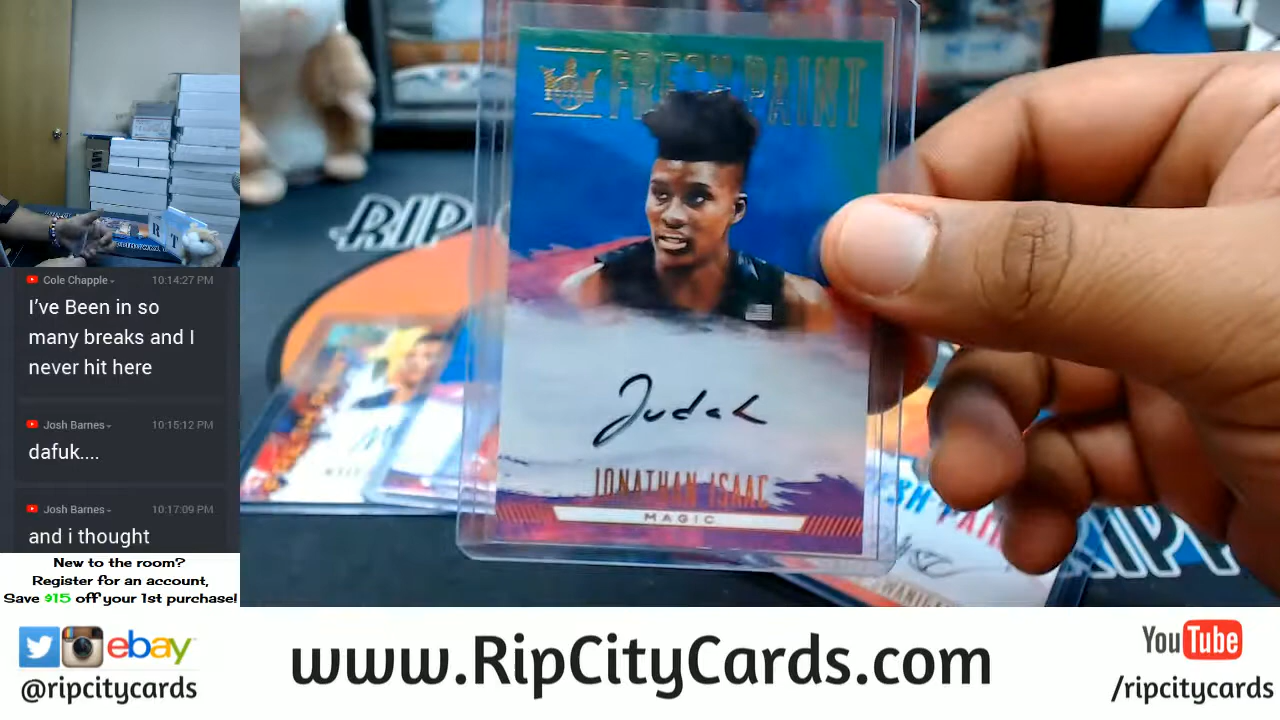 Cole Chapple 10:14:27 PM
I've Been in so
many breaks and I
never hit here
Josh Barnes 10:15:12 PM
dafuk....
Josh Barnes 10:17:09 PM
and i thought
New to the room?
Register for an account,
Save $15 off your 1st purchase!
FRESH PAINT
Judah
JONATHAN ISAAC
MAGIC
RIP
RIP
R T
ebay
@ripcitycards
www.RipCityCards.com
YouTube
/ripcitycards